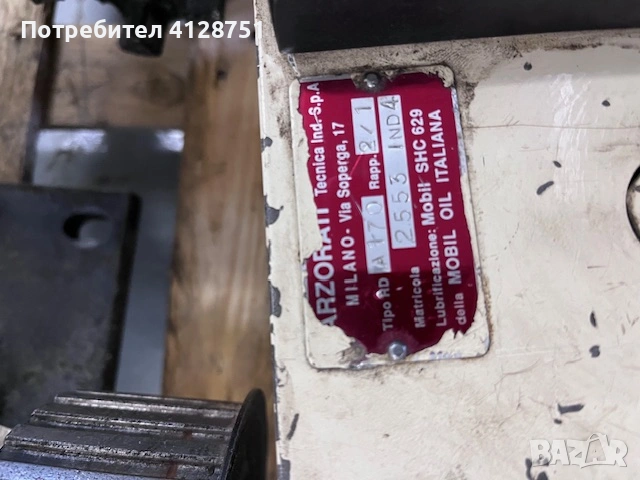 Потребител 4128751
ARZORATI Tecnica Ind. S.p.A
MILANO - Via Soperga, 17
Tipo RD A170 Rapp. 2/1
Matricola 2553 IND4
Lubrificazione: Mobil SHC 629
della MOBIL OIL ITALIANA
BAZAR